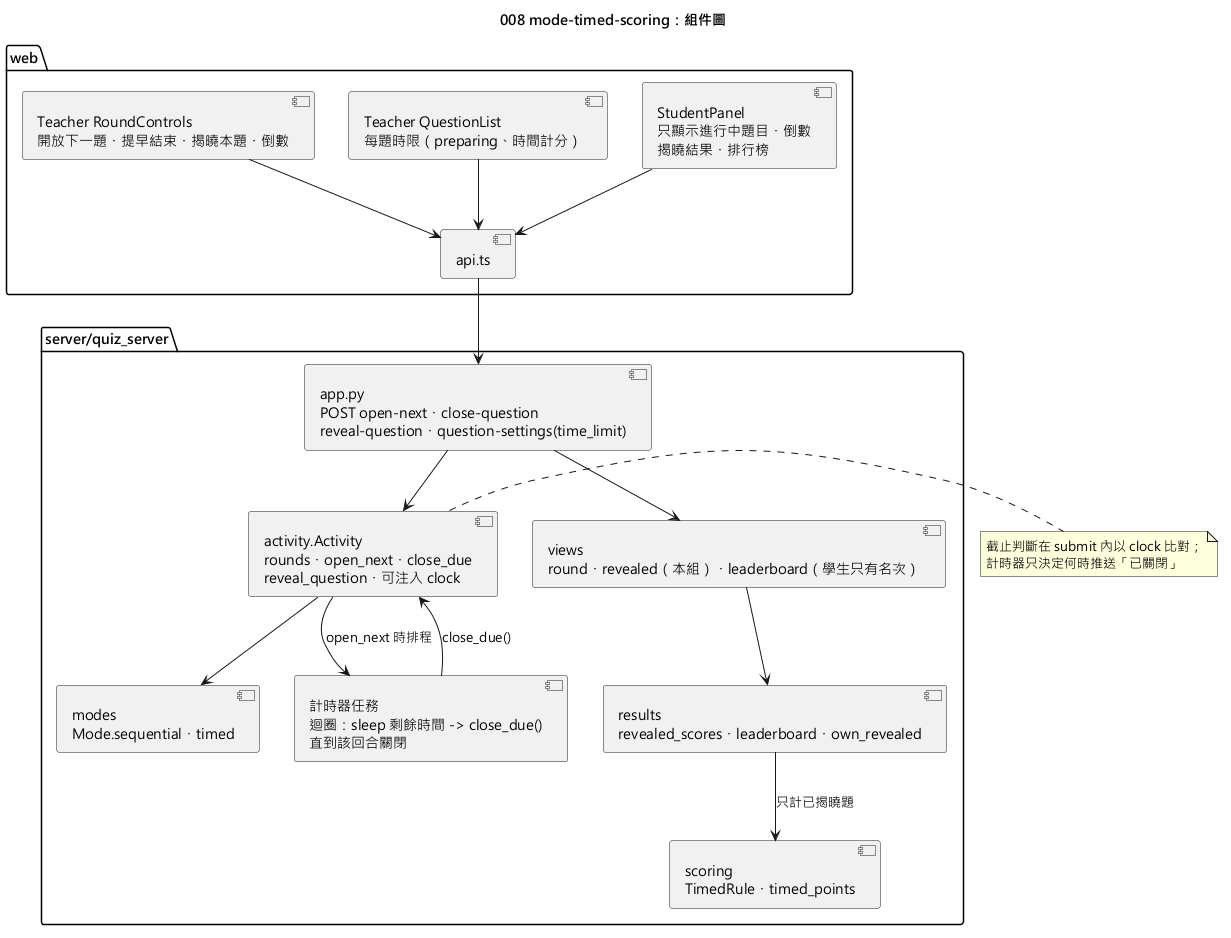 008 mode-timed-scoring：組件圖
web
Teacher RoundControls
開放下一題 · 提早結束 · 揭曉本題 · 倒數
Teacher QuestionList
每題時限（preparing、時間計分）
StudentPanel
只顯示進行中題目 · 倒數
揭曉結果 · 排行榜
api.ts
server/quiz_server
app.py
POST open-next · close-question
reveal-question · question-settings(time_limit)
activity.Activity
rounds · open_next · close_due
reveal_question · 可注入 clock
views
round · revealed（本組） · leaderboard（學生只有名次）
截止判斷在 submit 內以 clock 比對；
計時器只決定何時推送「已關閉」
open_next 時排程
close_due()
modes
Mode.sequential · timed
計時器任務
迴圈：sleep 剩餘時間 -> close_due()
直到該回合關閉
results
revealed_scores · leaderboard · own_revealed
只計已揭曉題
scoring
TimedRule · timed_points